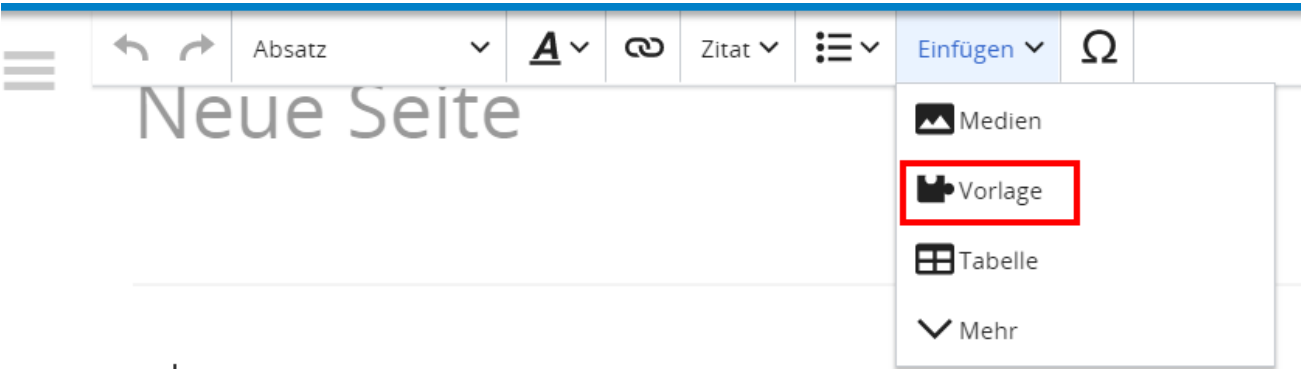 Absatz A Zitat Einfügen Ω
Neue Seite
Medien
Vorlage
Tabelle
Mehr